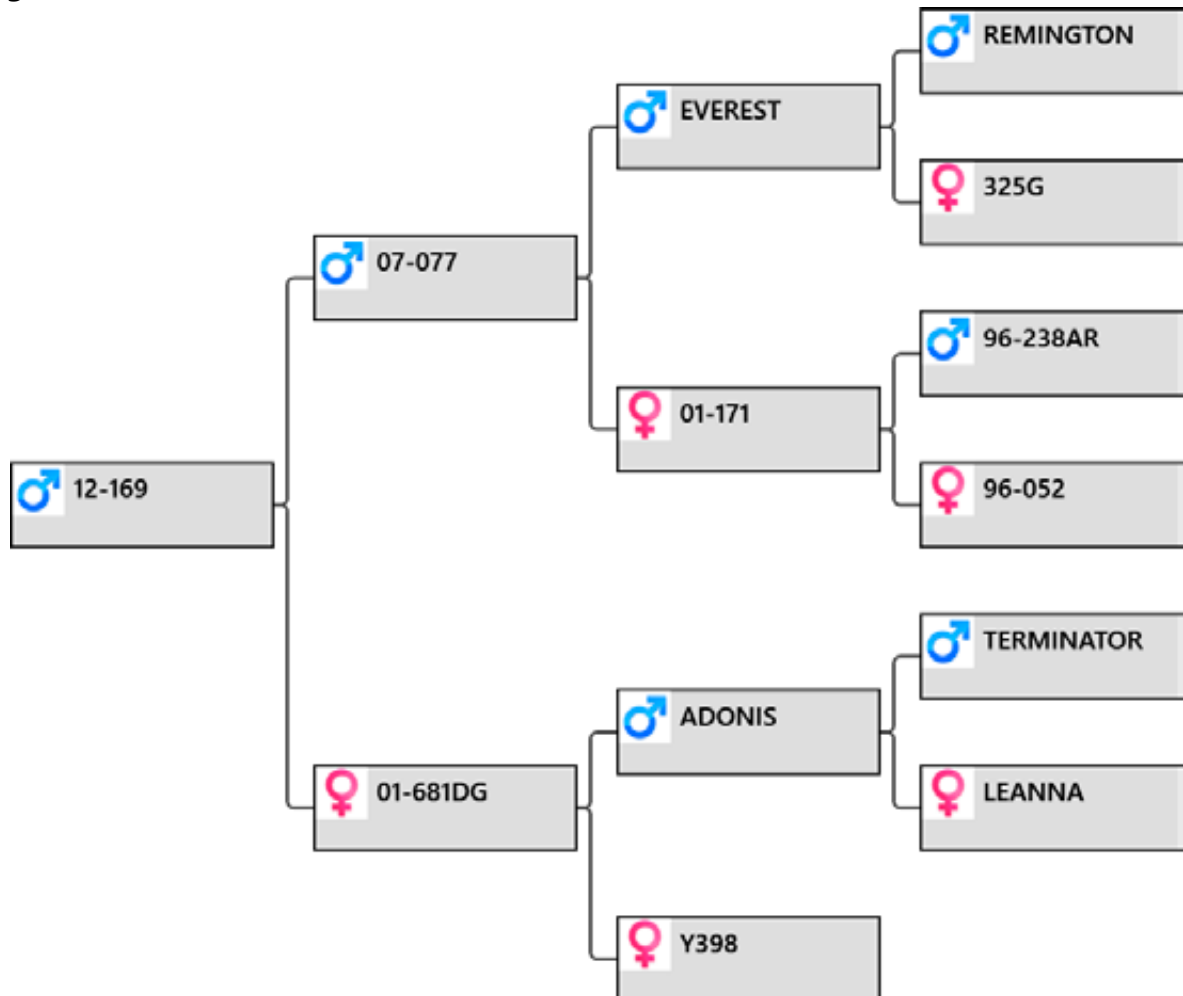 REMINGTON
EVEREST
325G
07-077
96-238AR
01-171
96-052
12-169
TERMINATOR
ADONIS
01-681DG
LEANNA
Y398